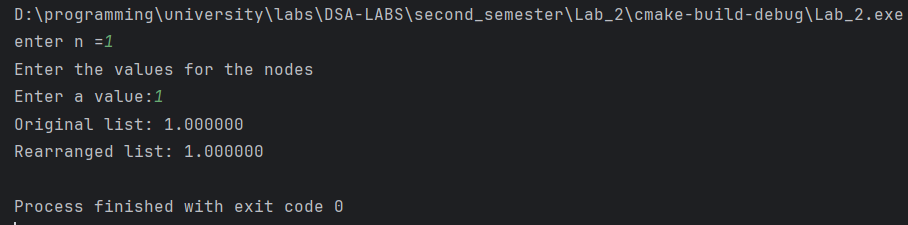 D:\programming\university\labs\DSA-LABS\second_semester\Lab_2\cmake-build-debug\Lab_2.exe
enter n =1
Enter the values for the nodes
Enter a value:1
Original list: 1.000000
Rearranged list: 1.000000
Process finished with exit code 0